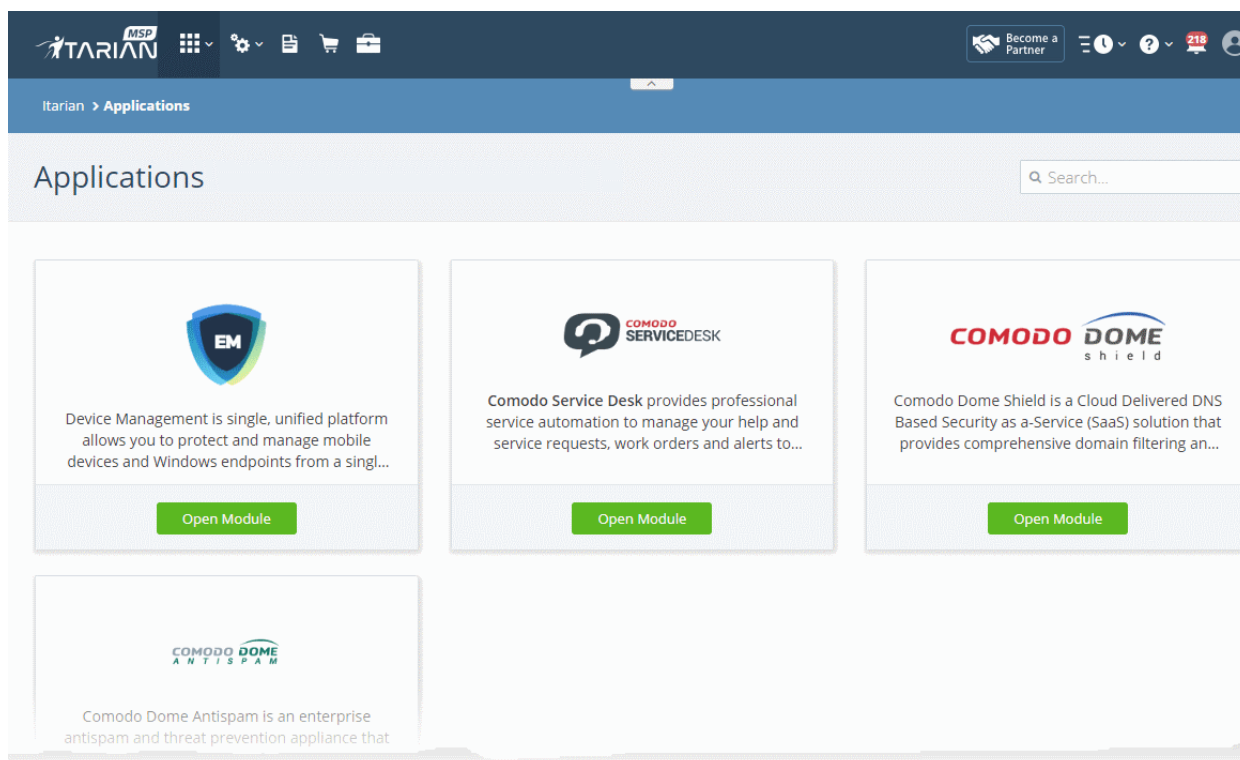 ITARIAN MSP
Become a
Partner
218
Itarian > Applications
Applications
Search...
EM
Device Management is single, unified platform
allows you to protect and manage mobile
devices and Windows endpoints from a singl...
Open Module
COMODO
SERVICEDESK
Comodo Service Desk provides professional
service automation to manage your help and
service requests, work orders and alerts to...
Open Module
COMODO DOME
shield
Comodo Dome Shield is a Cloud Delivered DNS
Based Security as a-Service (SaaS) solution that
provides comprehensive domain filtering an...
Open Module
COMODO DOME
ANTISPAM
Comodo Dome Antispam is an enterprise
antispam and threat prevention appliance that